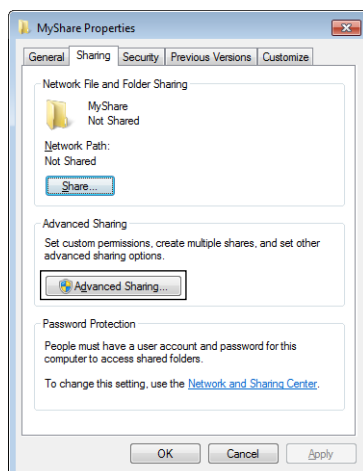 MyShare Properties
General Sharing Security Previous Versions Customize
Network File and Folder Sharing
MyShare
Not Shared
Network Path:
Not Shared
Share...
Advanced Sharing
Set custom permissions, create multiple shares, and set other
advanced sharing options.
Advanced Sharing...
Password Protection
People must have a user account and password for this
computer to access shared folders.
To change this setting, use the Network and Sharing Center.
OK Cancel Apply